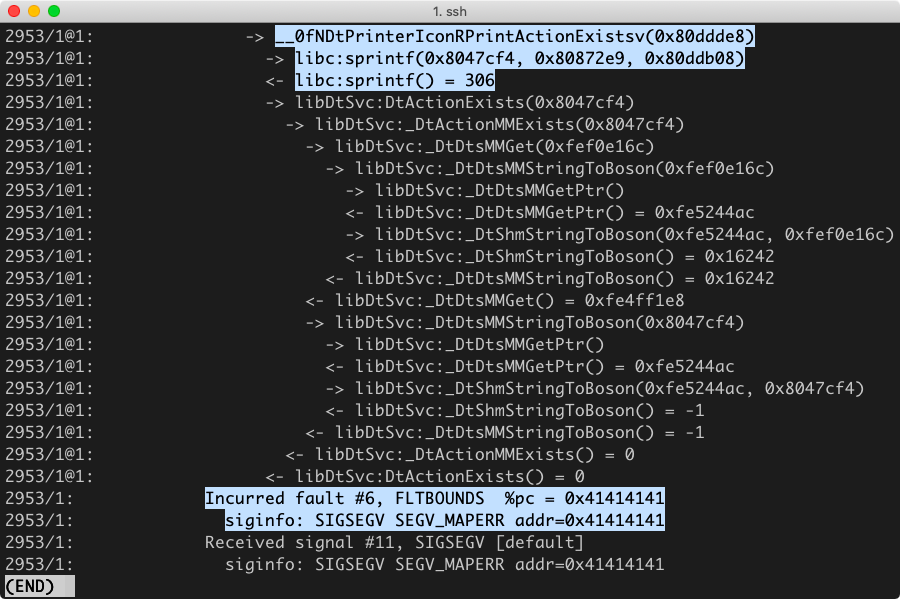 1. ssh
2953/1@1: -> __0fNDtPrinterIconRPrintActionExistsv(0x80ddde8)
2953/1@1: -> libc:sprintf(0x8047cf4, 0x80872e9, 0x80ddb08)
2953/1@1: <- libc:sprintf() = 306
2953/1@1: -> libDtSvc:DtActionExists(0x8047cf4)
2953/1@1: -> libDtSvc:_DtActionMMExists(0x8047cf4)
2953/1@1: -> libDtSvc:_DtDtsMMGet(0xfef0e16c)
2953/1@1: -> libDtSvc:_DtDtsMMStringToBoson(0xfef0e16c)
2953/1@1: -> libDtSvc:_DtDtsMMGetPtr()
2953/1@1: <- libDtSvc:_DtDtsMMGetPtr() = 0xfe5244ac
2953/1@1: -> libDtSvc:_DtShmStringToBoson(0xfe5244ac, 0xfef0e16c)
2953/1@1: <- libDtSvc:_DtShmStringToBoson() = 0x16242
2953/1@1: <- libDtSvc:_DtDtsMMStringToBoson() = 0x16242
2953/1@1: <- libDtSvc:_DtDtsMMGet() = 0xfe4ff1e8
2953/1@1: -> libDtSvc:_DtDtsMMStringToBoson(0x8047cf4)
2953/1@1: -> libDtSvc:_DtDtsMMGetPtr()
2953/1@1: <- libDtSvc:_DtDtsMMGetPtr() = 0xfe5244ac
2953/1@1: -> libDtSvc:_DtShmStringToBoson(0xfe5244ac, 0x8047cf4)
2953/1@1: <- libDtSvc:_DtShmStringToBoson() = -1
2953/1@1: <- libDtSvc:_DtDtsMMStringToBoson() = -1
2953/1@1: <- libDtSvc:_DtActionMMExists() = 0
2953/1@1: <- libDtSvc:DtActionExists() = 0
2953/1: Incurred fault #6, FLTBOUNDS %pc = 0x41414141
2953/1: siginfo: SIGSEGV SEGV_MAPERR addr=0x41414141
2953/1: Received signal #11, SIGSEGV [default]
2953/1: siginfo: SIGSEGV SEGV_MAPERR addr=0x41414141
(END)